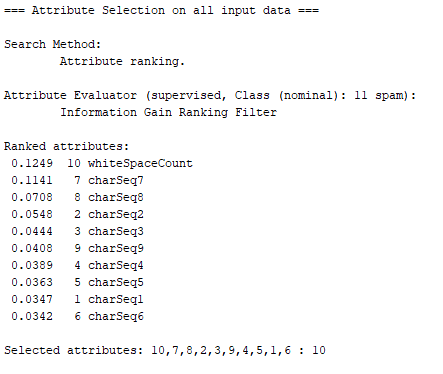 === Attribute Selection on all input data ===
Search Method:
Attribute ranking.
Attribute Evaluator (supervised, Class (nominal): 11 spam):
Information Gain Ranking Filter
Ranked attributes:
0.1249 10 whiteSpaceCount
0.1141 7 charSeq7
0.0708 8 charSeq8
0.0548 2 charSeq2
0.0444 3 charSeq3
0.0408 9 charSeq9
0.0389 4 charSeq4
0.0363 5 charSeq5
0.0347 1 charSeq1
0.0342 6 charSeq6
Selected attributes: 10,7,8,2,3,9,4,5,1,6 : 10